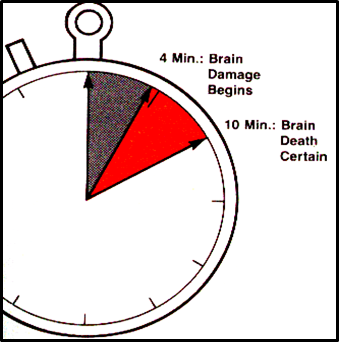 4 Min.: Brain
Damage
Begins
10 Min.: Brain
Death
Certain